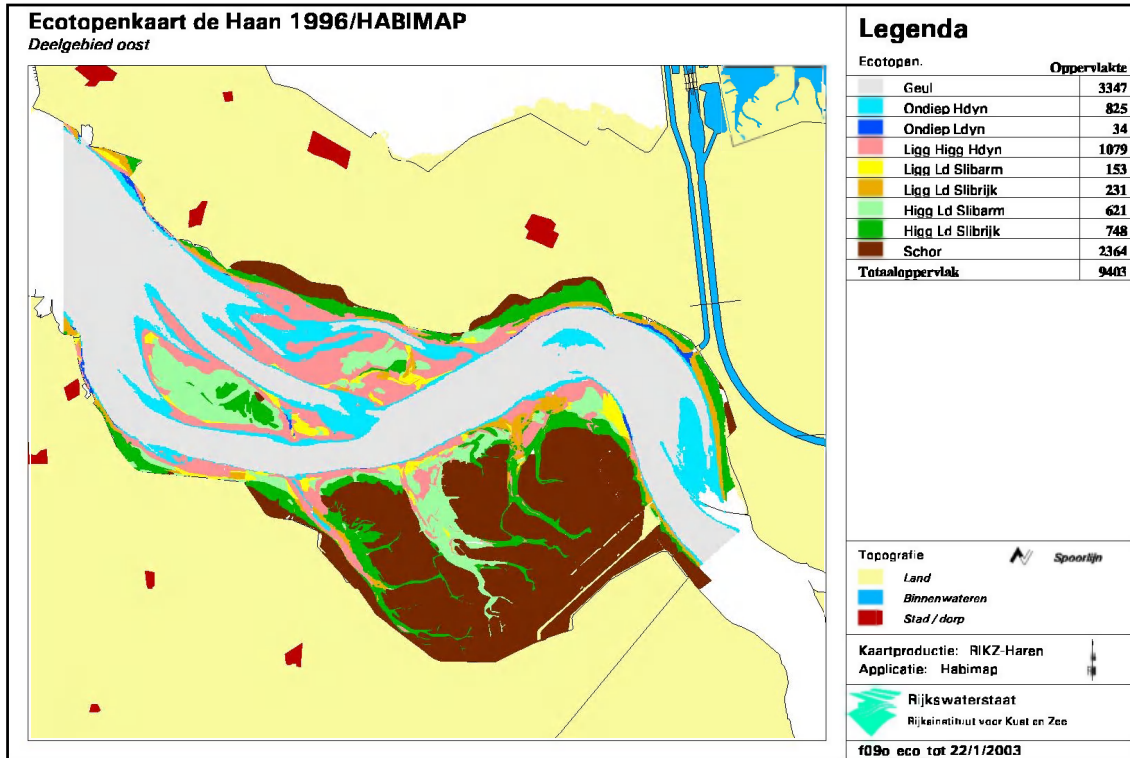 Ecotopenkaart de Haan 1996/HABIMAP
Deelgebied oost
Legenda
Ecotopen. Oppervlakte
Geul 3347
Ondiep Hdyn 825
Ondiep Ldyn 34
Ligg Higg Hdyn 1079
Ligg Ld Slibarm 153
Ligg Ld Slibrijk 231
Higg Ld Slibarm 621
Higg Ld Slibrijk 748
Schor 2364
Totaaloppervlak 9403
Topografie Spoorlijn
Land
Binnenwateren
Stad / dorp
Kaartproductie: RIKZ-Haren
Applicatie: Habimap
Rijkswaterstaat
Rijksinstituut voor Kust en Zee
f09o eco tot 22/1/2003